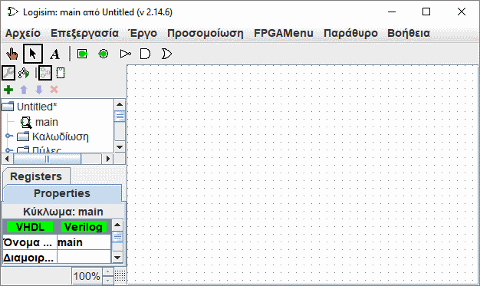 Logisim: main από Untitled (v 2.14.6)
Αρχείο Επεξεργασία Έργο Προσομοίωση FPGAMenu Παράθυρο Βοήθεια
A
Untitled*
main
Καλωδίωση
Πύλες
Registers
Properties
Κύκλωμα: main
VHDL Verilog
Όνομα ... main
Διαμοιρ...
100%